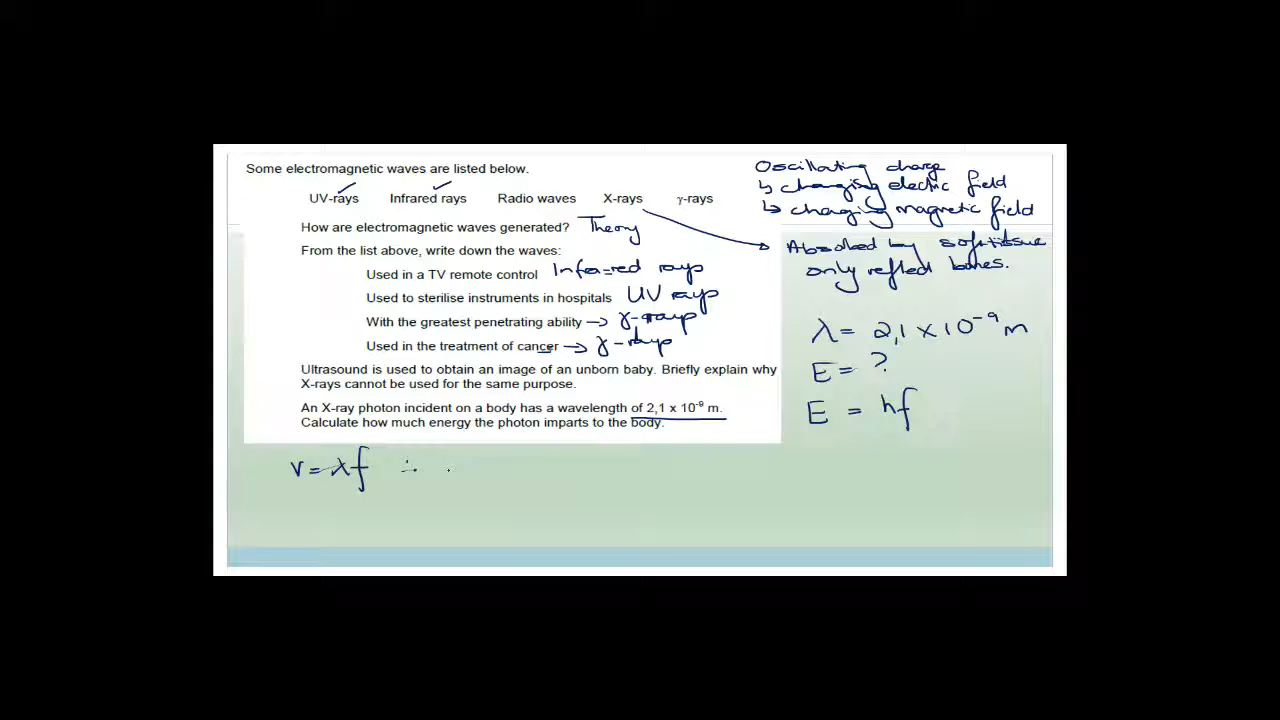 Some electromagnetic waves are listed below.
UV-rays ✓ Infrared rays ✓ Radio waves X-rays γ-rays
How are electromagnetic waves generated? Theory
From the list above, write down the waves:
Used in a TV remote control Infra=red rays
Used to sterilise instruments in hospitals UV rays
With the greatest penetrating ability → γ-rays
Used in the treatment of cancer → γ-rays
Ultrasound is used to obtain an image of an unborn baby. Briefly explain why
X-rays cannot be used for the same purpose.
An X-ray photon incident on a body has a wavelength of 2,1 x 10⁻⁹ m.
Calculate how much energy the photon imparts to the body.
Oscillating charge
↳ changing electric field
↳ changing magnetic field
Absorbed by soft tissue
only reflect bones.
λ = 2,1 × 10⁻⁹ m
E = ?
E = hf
v = λf ∴